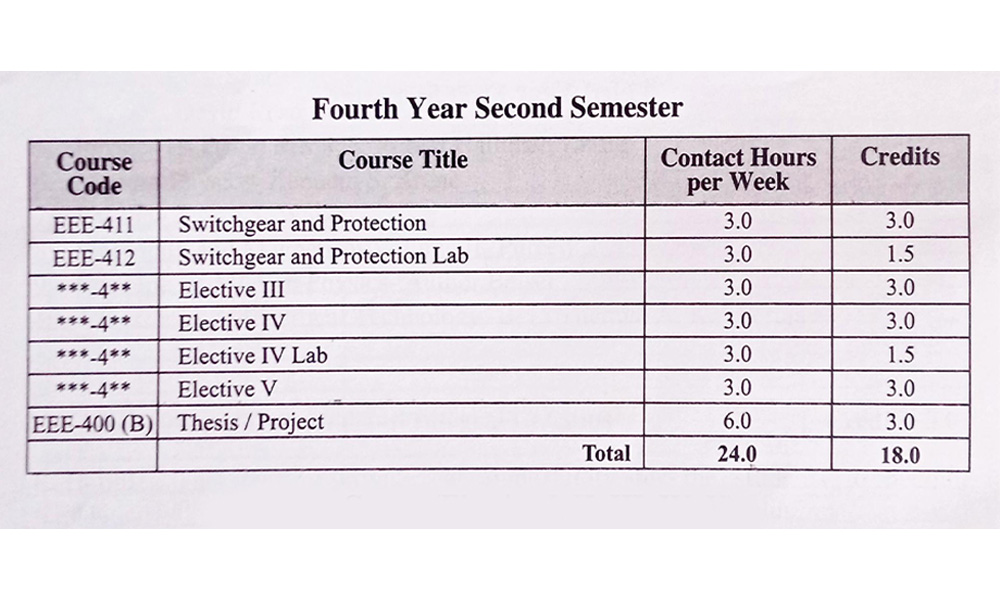 Fourth Year Second Semester
Course Code Course Title Contact Hours per Week Credits
EEE-411 Switchgear and Protection 3.0 3.0
EEE-412 Switchgear and Protection Lab 3.0 1.5
***-4** Elective III 3.0 3.0
***-4** Elective IV 3.0 3.0
***-4** Elective IV Lab 3.0 1.5
***-4** Elective V 3.0 3.0
EEE-400 (B) Thesis / Project 6.0 3.0
Total 24.0 18.0